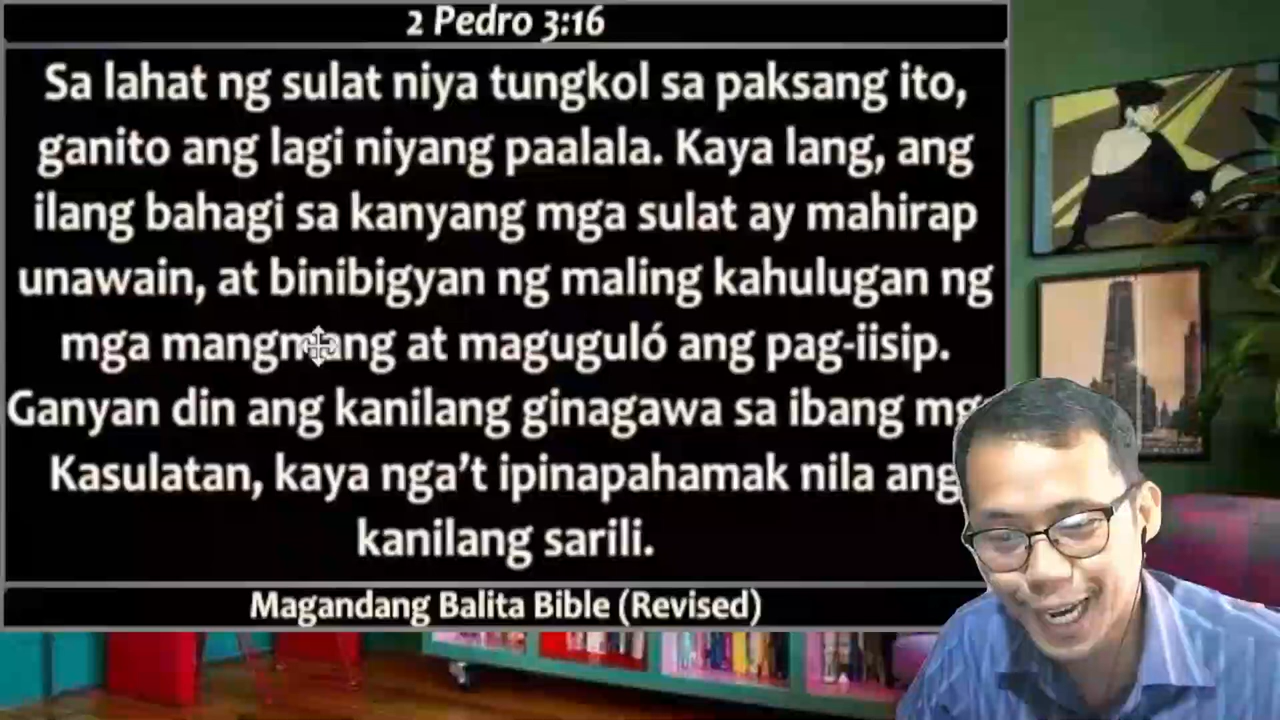 2 Pedro 3:16
Sa lahat ng sulat niya tungkol sa paksang ito,
ganito ang lagi niyang paalala. Kaya lang, ang
ilang bahagi sa kanyang mga sulat ay mahirap
unawain, at binibigyan ng maling kahulugan ng
mga mangmang at maguguló ang pag-iisip.
Ganyan din ang kanilang ginagawa sa ibang mga
Kasulatan, kaya nga’t ipinapahamak nila ang
kanilang sarili.
Magandang Balita Bible (Revised)